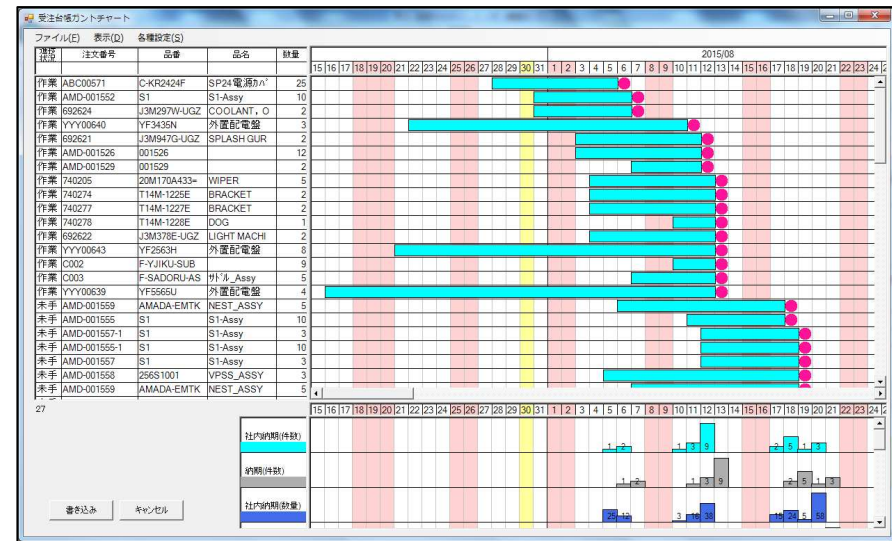 受注台帳ガントチャート
ファイル(F) 表示(D) 各種設定(S)
進捗状況 注文番号 品番 品名 数量
2015/08
15 16 17 18 19 20 21 22 23 24 25 26 27 28 29 30 31 1 2 3 4 5 6 7 8 9 10 11 12 13 14 15 16 17 18 19 20 21 22 23 24 2
作業 ABC00571 C-KR2424F SP24電源カバ 25
作業 AMD-001552 S1 S1-Assy 10
作業 692624 J3M297W-UGZ COOLANT, O 2
作業 YYY00640 YF3435N 外置配電盤 3
作業 692621 J3M947G-UGZ SPLASH GUR 2
作業 AMD-001526 001526 12
作業 AMD-001529 001529 2
作業 740205 20M170A433= WIPER 5
作業 740274 T14M-1225E BRACKET 2
作業 740277 T14M-1227E BRACKET 2
作業 740278 T14M-1228E DOG 1
作業 692622 J3M378E-UGZ LIGHT MACHI 2
作業 YYY00643 YF2563H 外置配電盤 8
作業 C002 F-YJIKU-SUB 9
作業 C003 F-SADORU-AS サドル_Assy 5
作業 YYY00639 YF5565U 外置配電盤 4
未手 AMD-001559 AMADA-EMTK NEST_ASSY 5
未手 AMD-001555 S1 S1-Assy 10
未手 AMD-001557-1 S1 S1-Assy 3
未手 AMD-001555-1 S1 S1-Assy 10
未手 AMD-001557 S1 S1-Assy 3
未手 AMD-001558 256S1001 VPSS_ASSY 3
未手 AMD-001559 AMADA-EMTK NEST_ASSY 5
27
15 16 17 18 19 20 21 22 23 24 25 26 27 28 29 30 31 1 2 3 4 5 6 7 8 9 10 11 12 13 14 15 16 17 18 19 20 21 22 23 24 2
社内納期(件数) 1 2 1 3 9 2 5 1 3
納期(件数) 1 2 1 3 9 2 5 1 3
社内納期(数量) 25 12 3 16 38 15 24 5 58
書き込み キャンセル